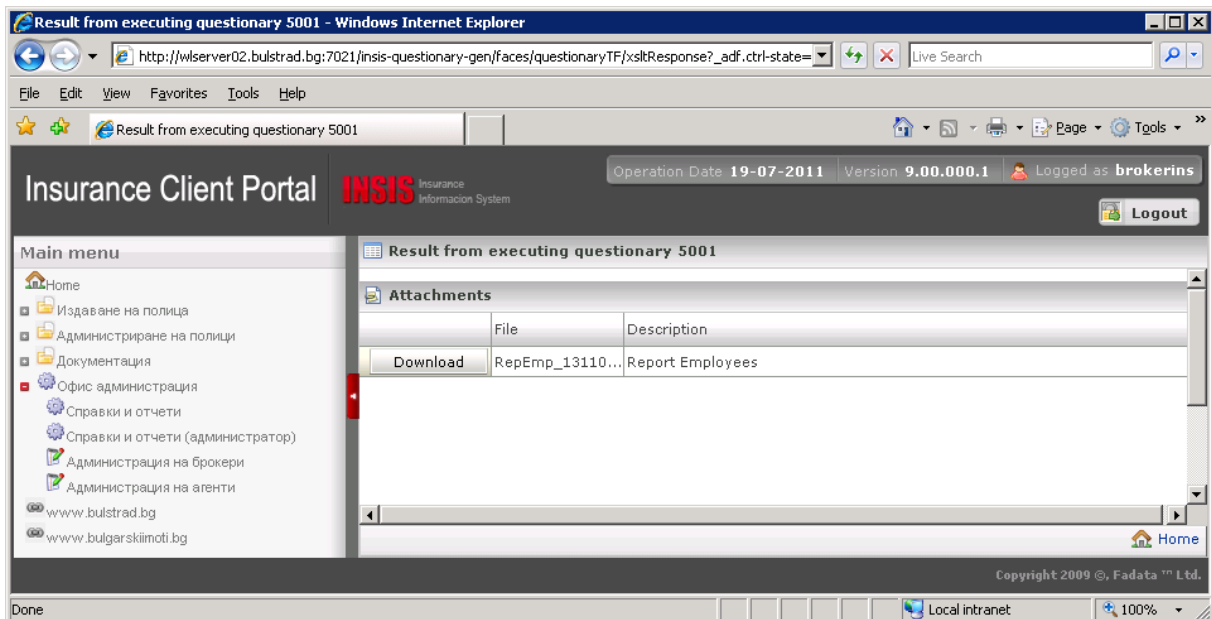 Result from executing questionary 5001 - Windows Internet Explorer
http://wlserver02.bulstrad.bg:7021/insis-questionary-gen/faces/questionaryTF/xsltResponse?_adf.ctrl-state=
Live Search
File Edit View Favorites Tools Help
Result from executing questionary 5001
Page Tools »
Operation Date 19-07-2011 Version 9.00.000.1 Logged as brokerins
Insurance Client Portal INSIS Insurance
Informacion System
Logout
Main menu
Home
Издаване на полица
Администриране на полици
Документация
Офис администрация
Справки и отчети
Справки и отчети (администратор)
Администрация на брокери
Администрация на агенти
www.bulstrad.bg
www.bulgarskiimoti.bg
Result from executing questionary 5001
Attachments
File Description
Download RepEmp_13110... Report Employees
Home
Copyright 2009 ©, Fadata ™ Ltd.
Done Local intranet 100%